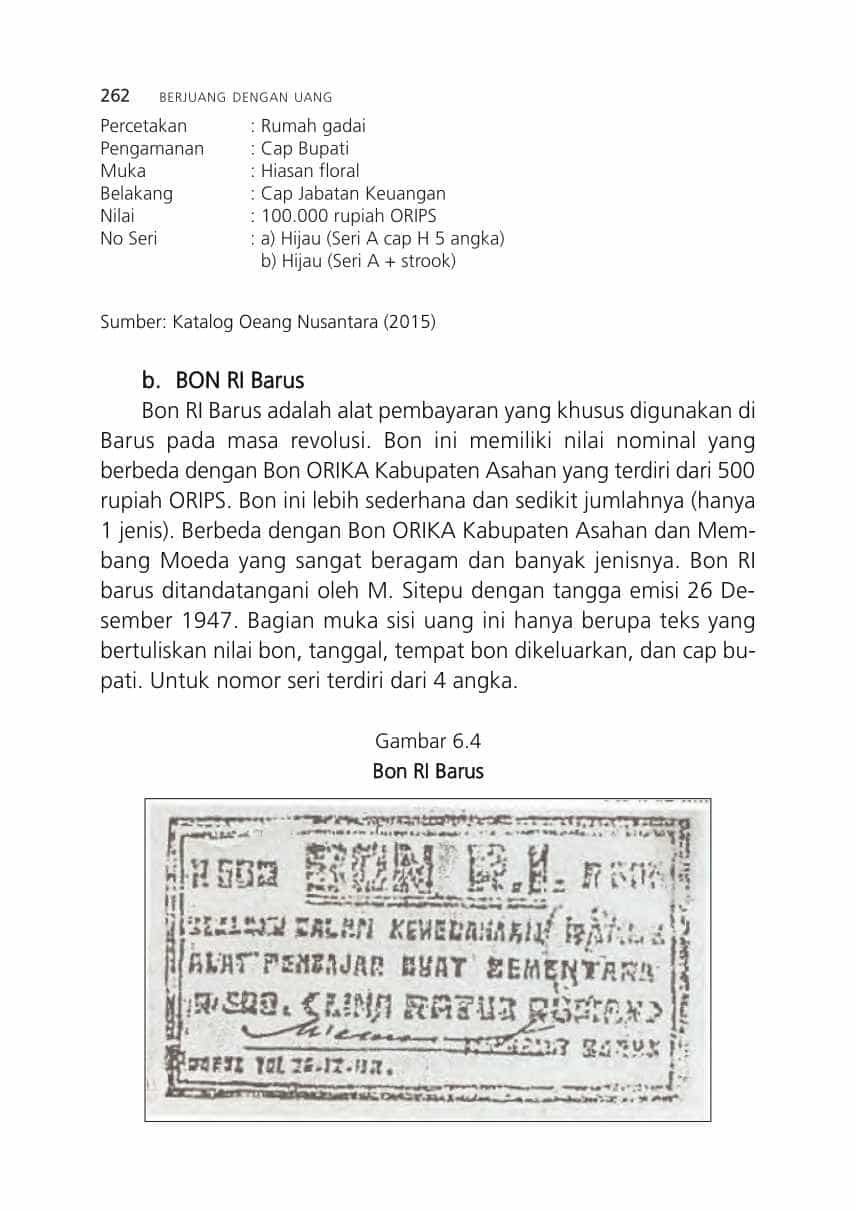 262 BERJUANG DENGAN UANG
Percetakan : Rumah gadai
Pengamanan : Cap Bupati
Muka : Hiasan floral
Belakang : Cap Jabatan Keuangan
Nilai : 100.000 rupiah ORIPS
No Seri : a) Hijau (Seri A cap H 5 angka)
b) Hijau (Seri A + strook)
Sumber: Katalog Oeang Nusantara (2015)
b. BON RI Barus
Bon RI Barus adalah alat pembayaran yang khusus digunakan di
Barus pada masa revolusi. Bon ini memiliki nilai nominal yang
berbeda dengan Bon ORIKA Kabupaten Asahan yang terdiri dari 500
rupiah ORIPS. Bon ini lebih sederhana dan sedikit jumlahnya (hanya
1 jenis). Berbeda dengan Bon ORIKA Kabupaten Asahan dan Mem-
bang Moeda yang sangat beragam dan banyak jenisnya. Bon RI
barus ditandatangani oleh M. Sitepu dengan tangga emisi 26 De-
sember 1947. Bagian muka sisi uang ini hanya berupa teks yang
bertuliskan nilai bon, tanggal, tempat bon dikeluarkan, dan cap bu-
pati. Untuk nomor seri terdiri dari 4 angka.
Gambar 6.4
Bon RI Barus
R 500 BON R.I. R 500
DALAM KEWEDANAAN BARUS
ALAT PEMBAJAR BUAT SEMENTARA
R. 500. (LIMA RATUS RUPIAH)
BARUS
TGL 26-12-47.